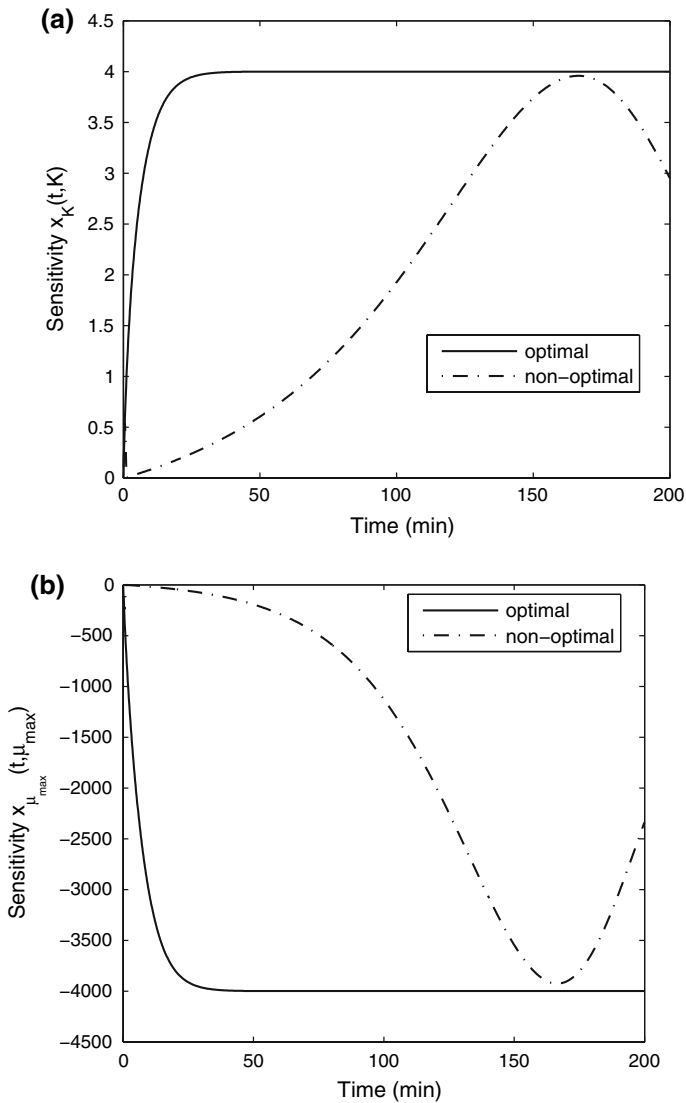 (a)
4.5
4
3.5
3
2.5
2
1.5
1
0.5
0
Sensitivity x_K(t,K)
optimal
non−optimal
0 50 100 150 200
Time (min)
(b)
0
−500
−1000
−1500
−2000
−2500
−3000
−3500
−4000
−4500
Sensitivity x_μ_max (t,μ_max)
optimal
non−optimal
0 50 100 150 200
Time (min)